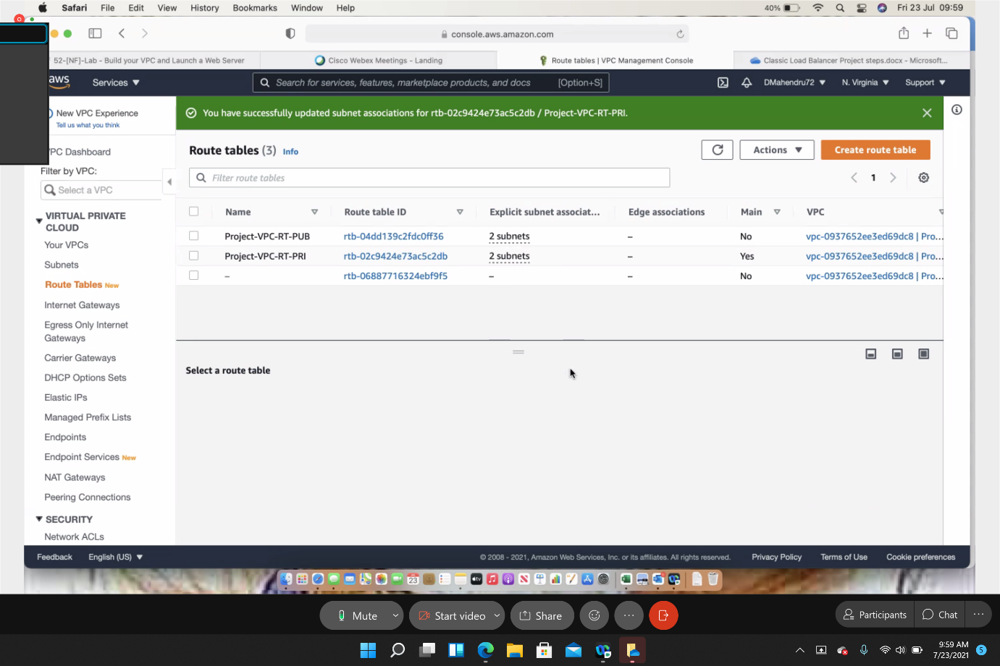 Safari File Edit View History Bookmarks Window Help 40% Fri 23 Jul 09:59
console.aws.amazon.com
52-[NF]-Lab - Build your VPC and Launch a Web Server
Cisco Webex Meetings - Landing
Route tables | VPC Management Console
Classic Load Balancer Project steps.docx - Microsoft...
aws
Services ▼
Search for services, features, marketplace products, and docs [Option+S]
DMahendru72 ▼ N. Virginia ▼ Support ▼
New VPC Experience
Tell us what you think
You have successfully updated subnet associations for rtb-02c9424e73ac5c2db / Project-VPC-RT-PRI.
PC Dashboard
Filter by VPC:
Select a VPC
VIRTUAL PRIVATE
CLOUD
Your VPCs
Subnets
Route Tables New
Internet Gateways
Egress Only Internet
Gateways
Carrier Gateways
DHCP Options Sets
Elastic IPs
Managed Prefix Lists
Endpoints
Endpoint Services New
NAT Gateways
Peering Connections
SECURITY
Network ACLs
Route tables (3) Info
Actions ▼
Create route table
Filter route tables
1
Name Route table ID Explicit subnet associat... Edge associations Main VPC
Project-VPC-RT-PUB rtb-04dd139c2fdc0ff36 2 subnets – No vpc-0937652ee3ed69dc8 | Pro...
Project-VPC-RT-PRI rtb-02c9424e73ac5c2db 2 subnets – Yes vpc-0937652ee3ed69dc8 | Pro...
– rtb-06887716324ebf9f5 – – No vpc-0937652ee3ed69dc8 | Pro...
Select a route table
Feedback English (US) ▼ © 2008 - 2021, Amazon Web Services, Inc. or its affiliates. All rights reserved. Privacy Policy Terms of Use Cookie preferences
23
tv
Mute Start video Share Participants Chat
9:59 AM
7/23/2021
5